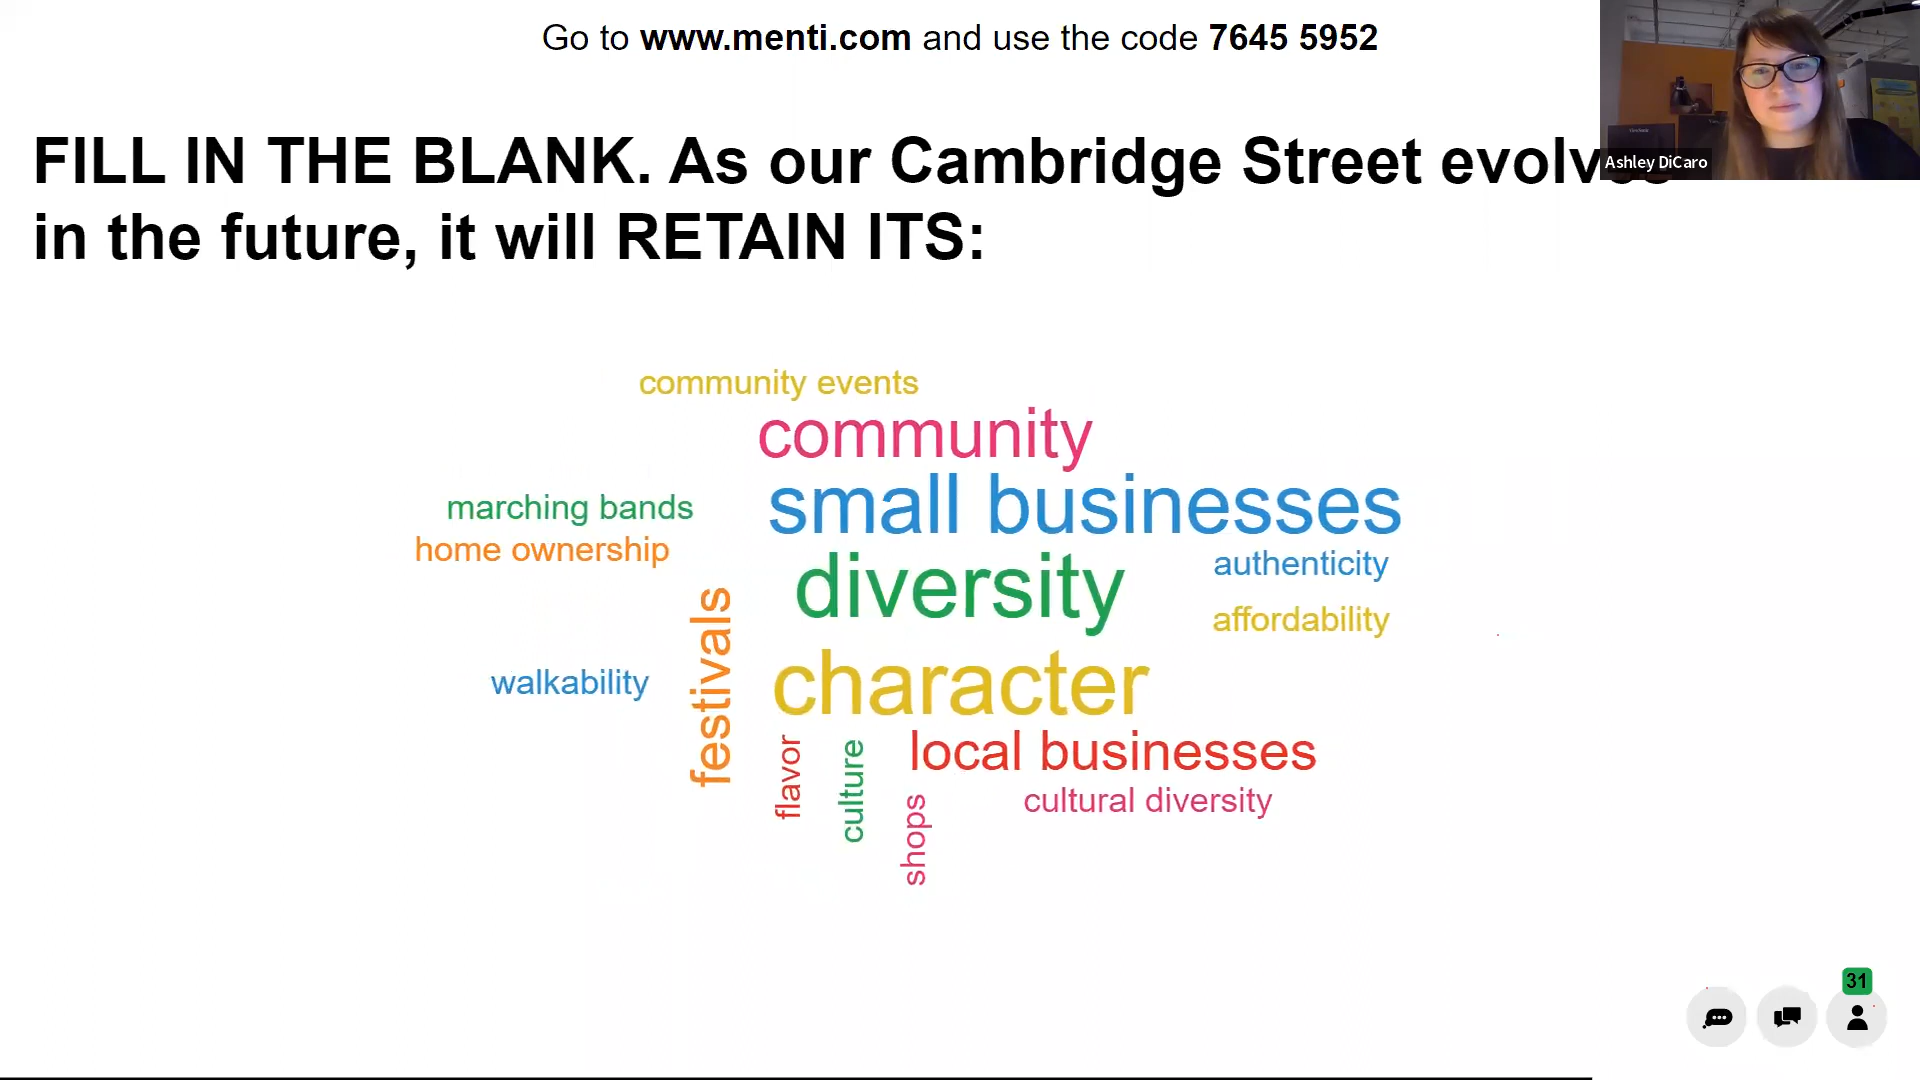 Go to www.menti.com and use the code 7645 5952
Ashley DiCaro
FILL IN THE BLANK. As our Cambridge Street evolves
in the future, it will RETAIN ITS:
community events
community
marching bands
small businesses
home ownership
authenticity
diversity
affordability
festivals
walkability
character
flavor
culture
local businesses
shops
cultural diversity
31